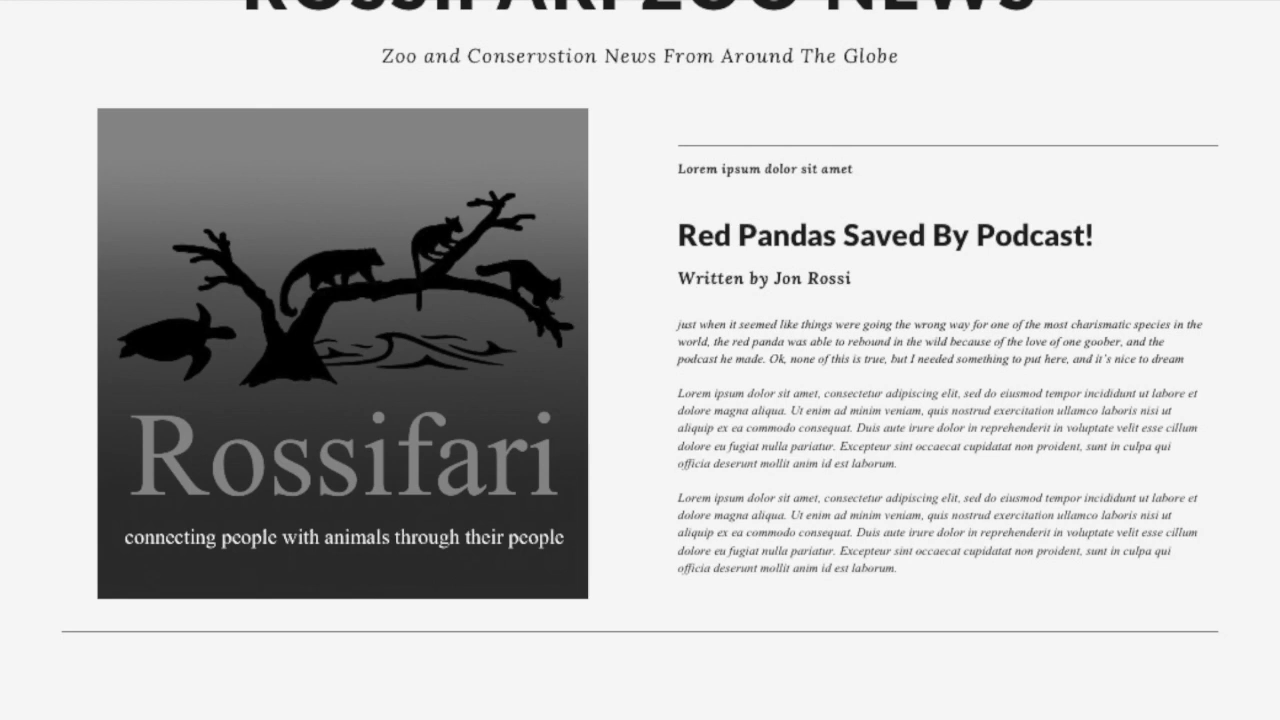 ROSSIFARI ZOO NEWS
Zoo and Conservstion News From Around The Globe
Rossifari
connecting people with animals through their people
Lorem ipsum dolor sit amet
Red Pandas Saved By Podcast!
Written by Jon Rossi
just when it seemed like things were going the wrong way for one of the most charismatic species in the
world, the red panda was able to rebound in the wild because of the love of one goober, and the
podcast he made. Ok, none of this is true, but I needed something to put here, and it's nice to dream
Lorem ipsum dolor sit amet, consectetur adipiscing elit, sed do eiusmod tempor incididunt ut labore et
dolore magna aliqua. Ut enim ad minim veniam, quis nostrud exercitation ullamco laboris nisi ut
aliquip ex ea commodo consequat. Duis aute irure dolor in reprehenderit in voluptate velit esse cillum
dolore eu fugiat nulla pariatur. Excepteur sint occaecat cupidatat non proident, sunt in culpa qui
officia deserunt mollit anim id est laborum.
Lorem ipsum dolor sit amet, consectetur adipiscing elit, sed do eiusmod tempor incididunt ut labore et
dolore magna aliqua. Ut enim ad minim veniam, quis nostrud exercitation ullamco laboris nisi ut
aliquip ex ea commodo consequat. Duis aute irure dolor in reprehenderit in voluptate velit esse cillum
dolore eu fugiat nulla pariatur. Excepteur sint occaecat cupidatat non proident, sunt in culpa qui
officia deserunt mollit anim id est laborum.